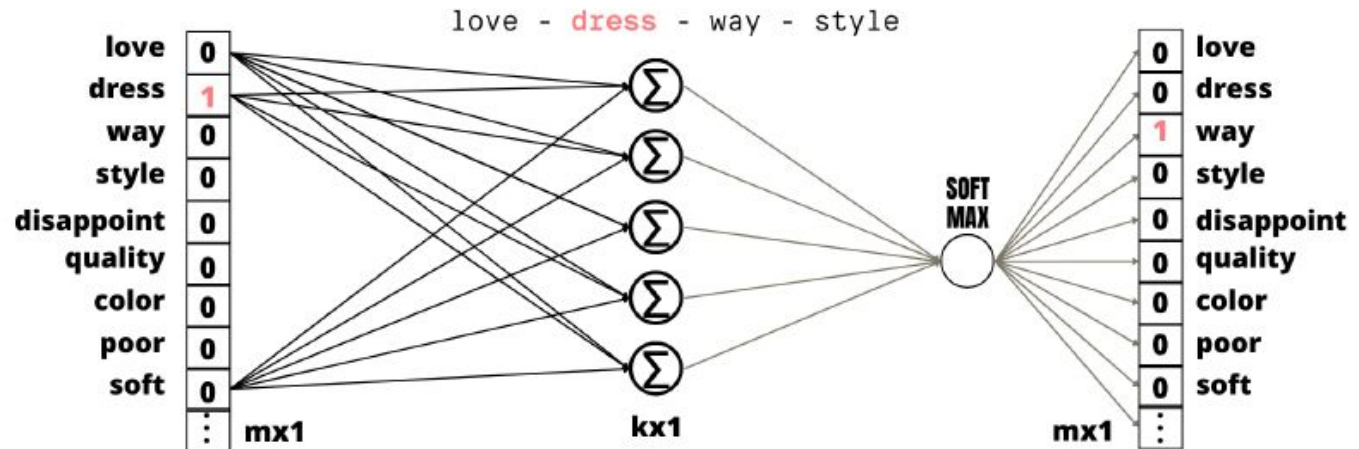 love - dress - way - style
love 0
dress 1
way 0
style 0
disappoint 0
quality 0
color 0
poor 0
soft 0
⋮ mx1
Σ
Σ
Σ
Σ
Σ
kx1
SOFT
MAX
0 love
0 dress
1 way
0 style
0 disappoint
0 quality
0 color
0 poor
0 soft
mx1 ⋮